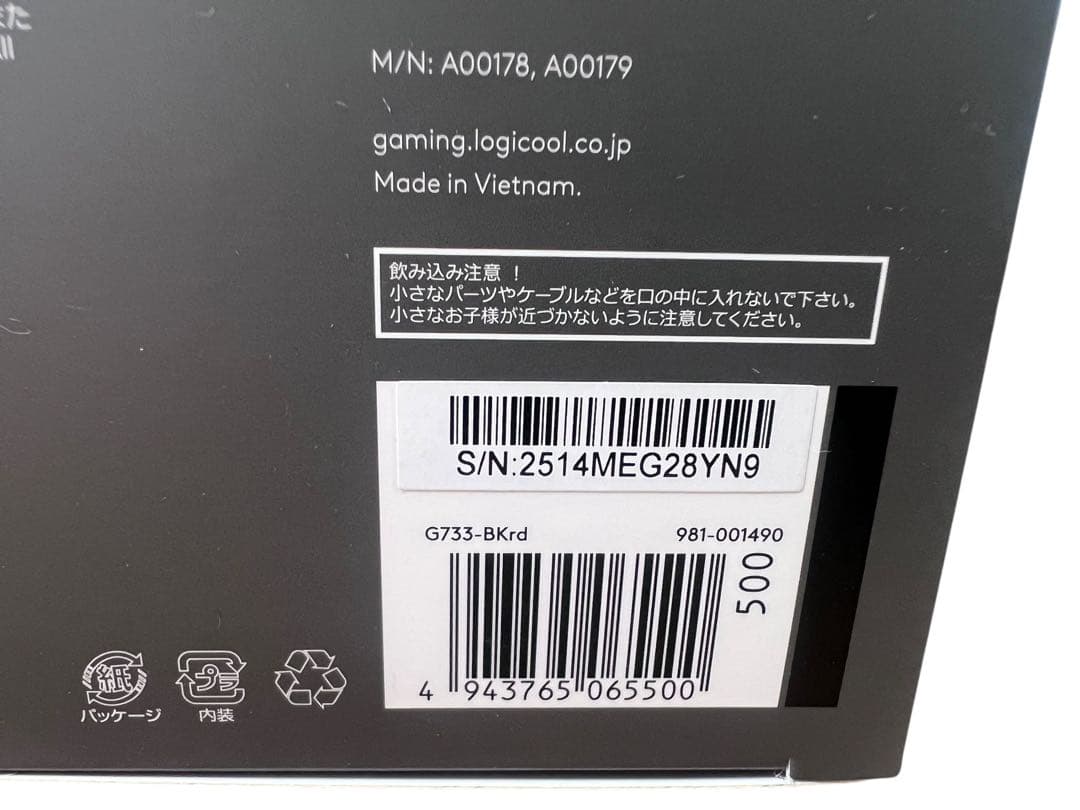 また
M/N: A00178, A00179
gaming.logicool.co.jp
Made in Vietnam.
飲み込み注意 !
小さなパーツやケーブルなどを口の中に入れないで下さい。
小さなお子様が近づかないように注意してください。
S/N:2514MEG28YN9
G733-BKrd 981-001490
500
4 943765 065500
紙
パッケージ
プラ
内装